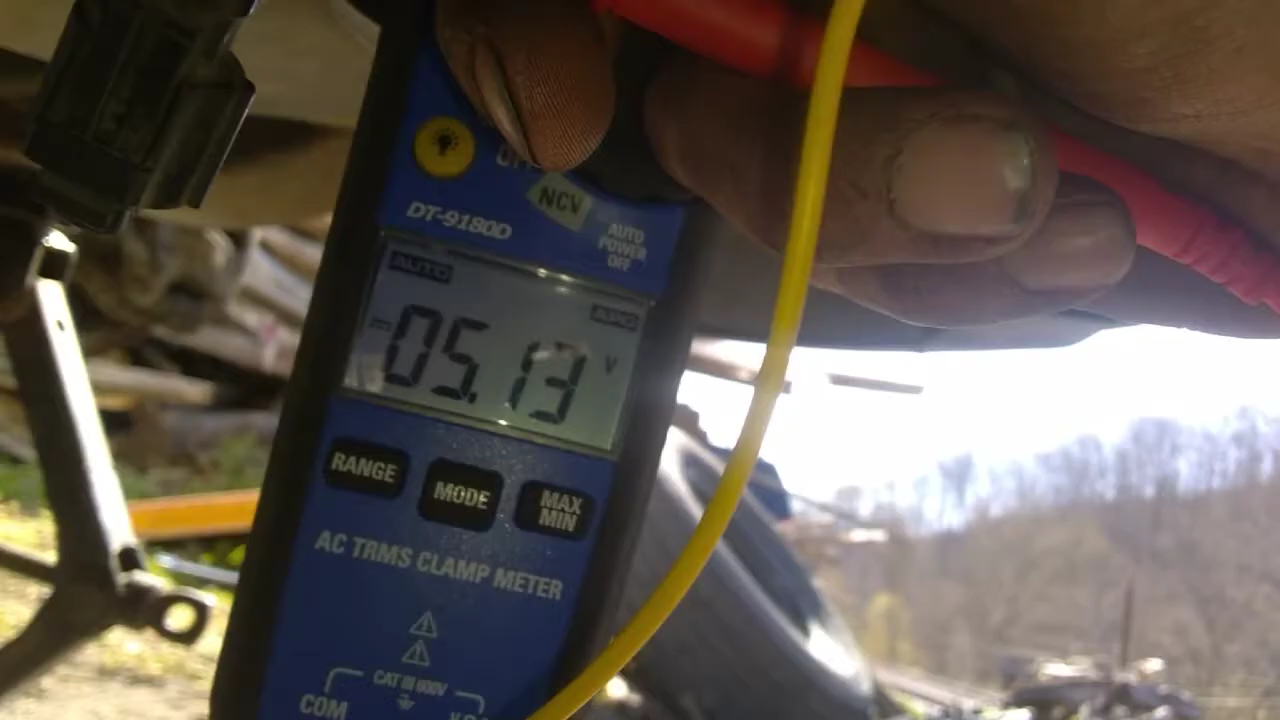 NCV
DT-9180D
AUTO
POWER
OFF
AUTO
APO
-05.13 V
RANGE
MODE
MAX
MIN
AC TRMS CLAMP METER
CAT III 600V
COM